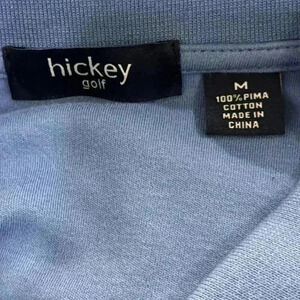 hickey
golf
M
100% PIMA
COTTON
MADE IN
CHINA